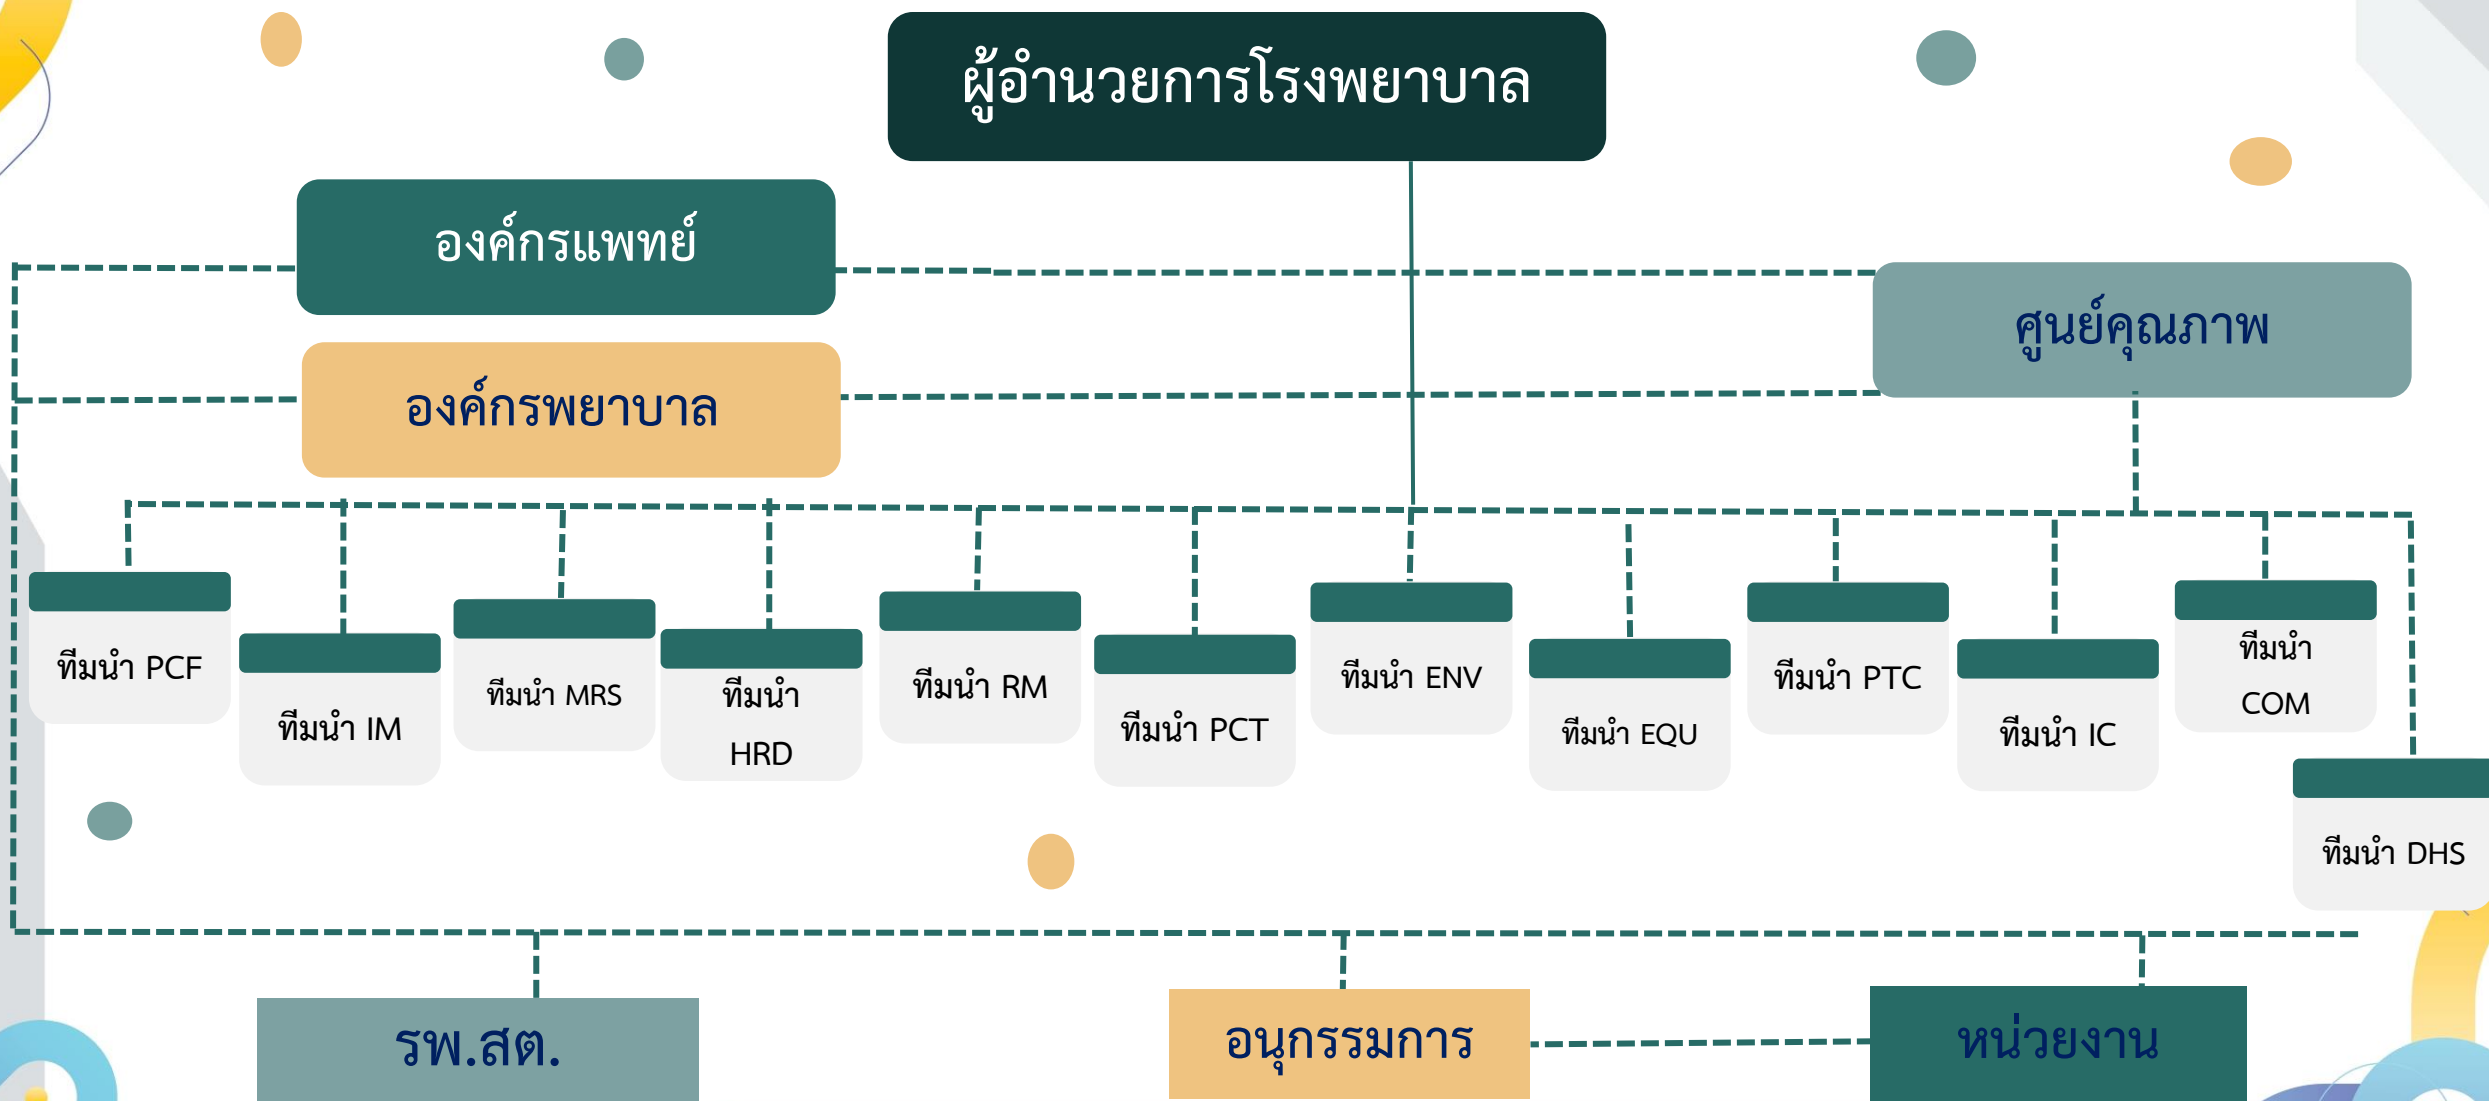 ผู้อำนวยการโรงพยาบาล
องค์กรแพทย์
ศูนย์คุณภาพ
องค์กรพยาบาล
ทีมนำ PCF
ทีมนำ IM
ทีมนำ MRS
ทีมนำ
HRD
ทีมนำ RM
ทีมนำ PCT
ทีมนำ ENV
ทีมนำ EQU
ทีมนำ PTC
ทีมนำ IC
ทีมนำ
COM
ทีมนำ DHS
รพ.สต.
อนุกรรมการ
หน่วยงาน